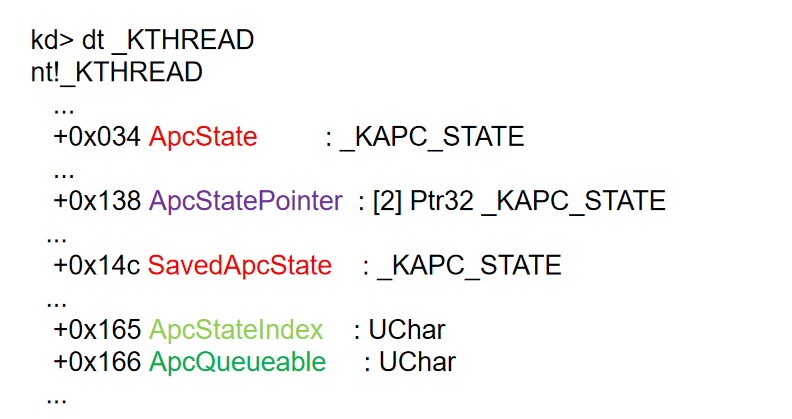 kd> dt _KTHREAD
nt!_KTHREAD
...
+0x034 ApcState : _KAPC_STATE
...
+0x138 ApcStatePointer : [2] Ptr32 _KAPC_STATE
...
+0x14c SavedApcState : _KAPC_STATE
...
+0x165 ApcStateIndex : UChar
+0x166 ApcQueueable : UChar
...